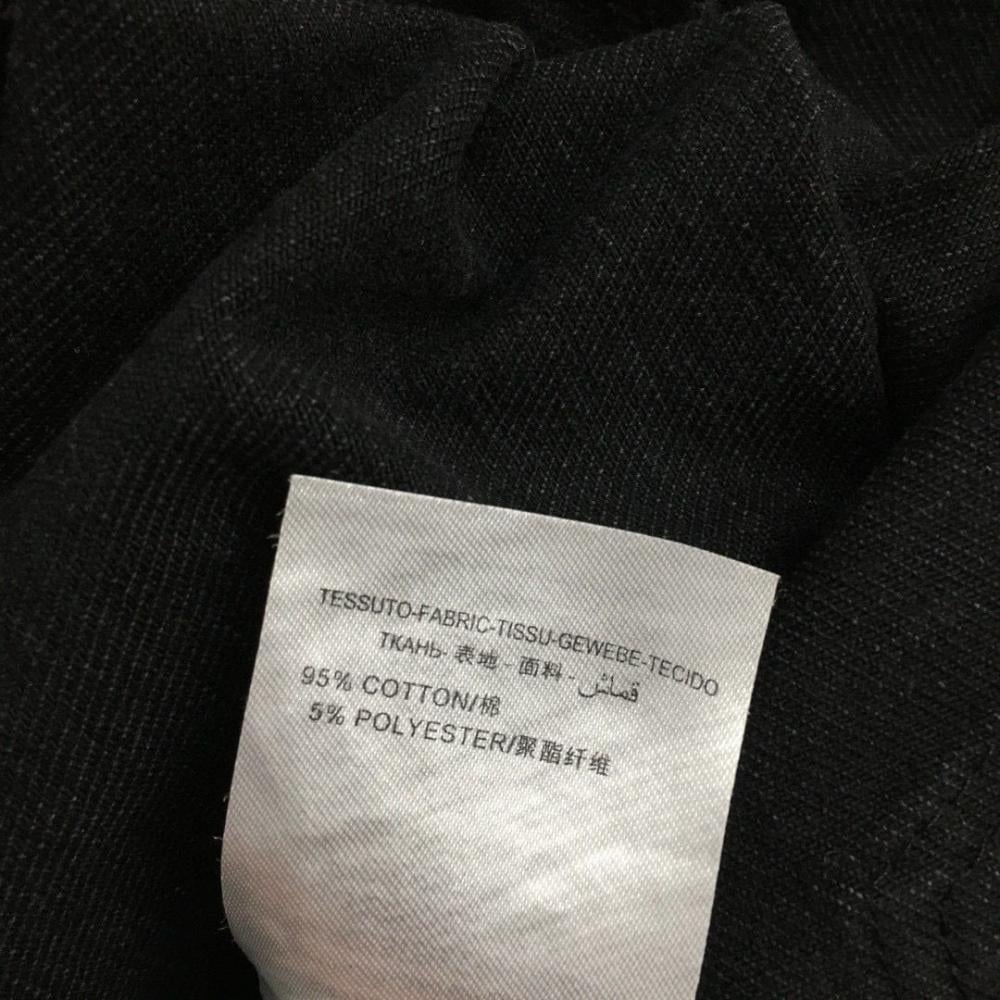 TESSUTO-FABRIC-TISSU-GEWEBE-TECIDO
ТКАНЬ- 表地 - 面料 - قماش
95% COTTON/棉
5% POLYESTER/聚酯纤维